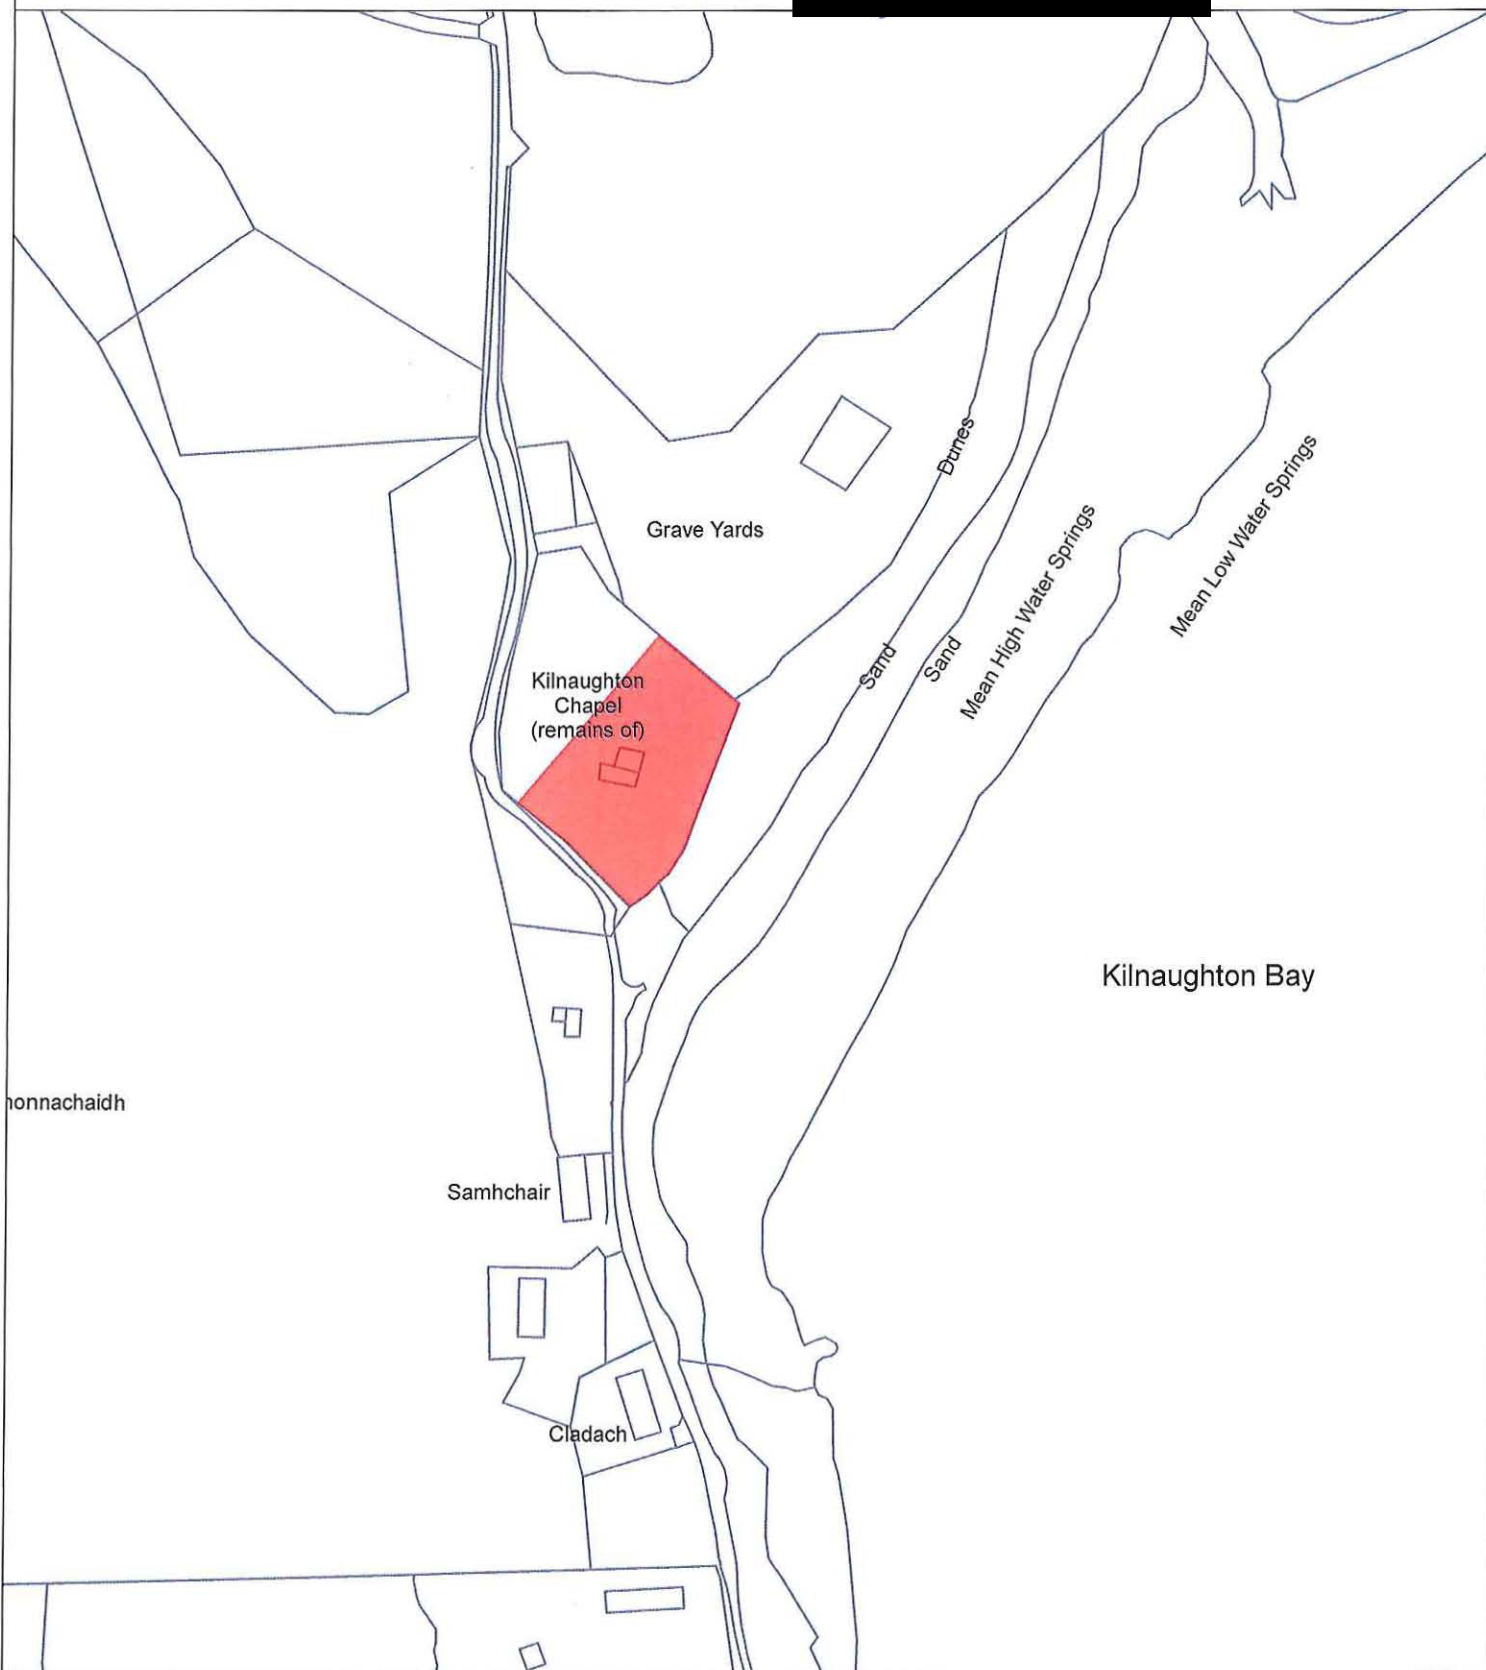 Dunes
Grave Yards
Mean Low Water Springs
Mean High Water Springs
Sand
Sand
Kilnaughton
Chapel
(remains of)
Kilnaughton Bay
honnachaidh
Samhchair
Cladach